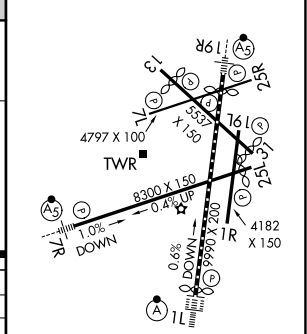 19R
A5
13
P
25R
P
P
7L
P
5537
X 150
19L
P
4797 X 100
TWR
31
25L
8300 X 150
0.4% UP
A5
P
7R
1.0%
DOWN
0.6%
DOWN
9990 X 200
1R
4182
X 150
P
A
1L